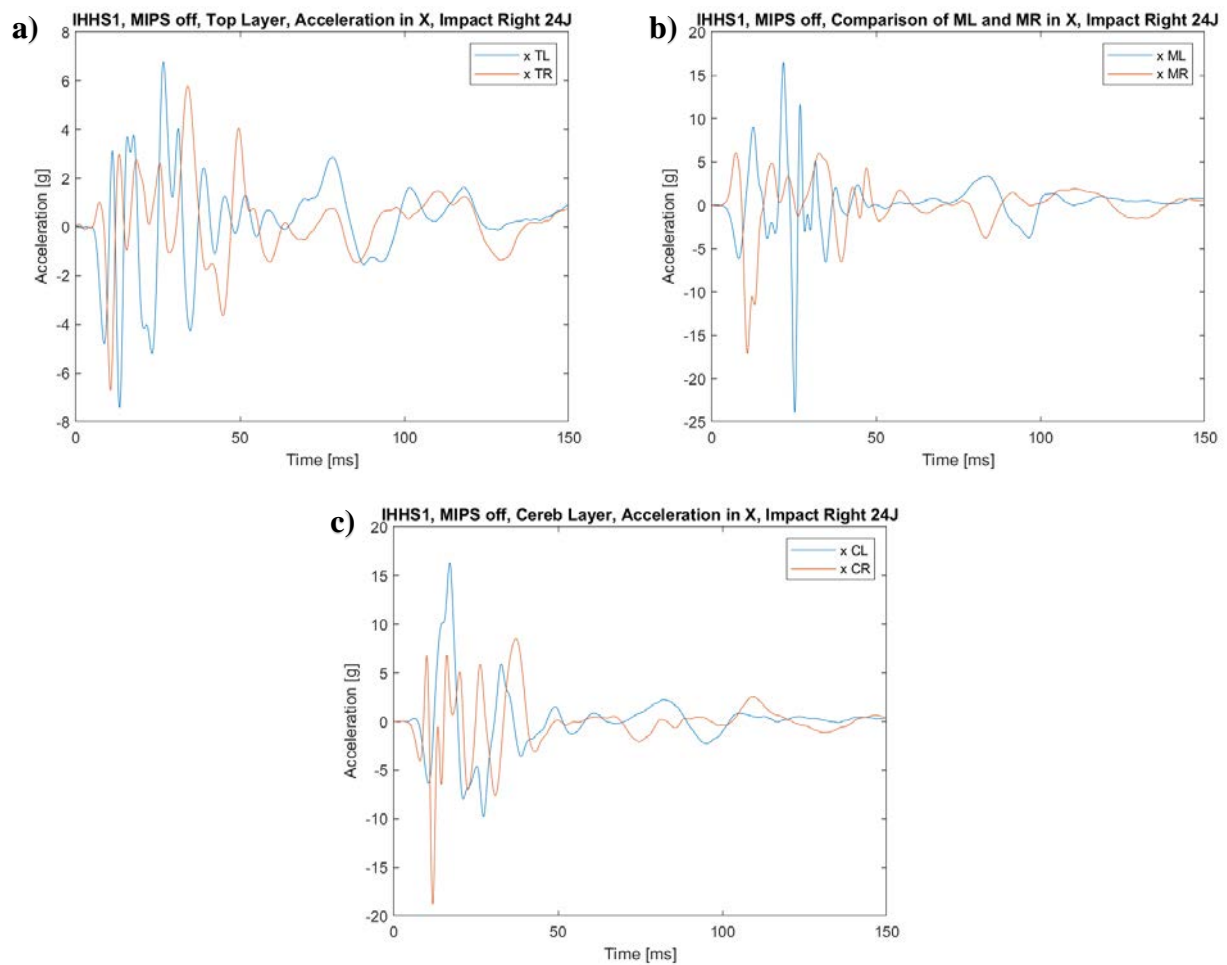 a)
IHHS1, MIPS off, Top Layer, Acceleration in X, Impact Right 24J
8
6
4
2
0
-2
-4
-6
-8
Acceleration [g]
x TL
x TR
0 50 100 150
Time [ms]
b)
IHHS1, MIPS off, Comparison of ML and MR in X, Impact Right 24J
20
15
10
5
0
-5
-10
-15
-20
-25
Acceleration [g]
x ML
x MR
0 50 100 150
Time [ms]
c)
IHHS1, MIPS off, Cereb Layer, Acceleration in X, Impact Right 24J
20
15
10
5
0
-5
-10
-15
-20
Acceleration [g]
x CL
x CR
0 50 100 150
Time [ms]